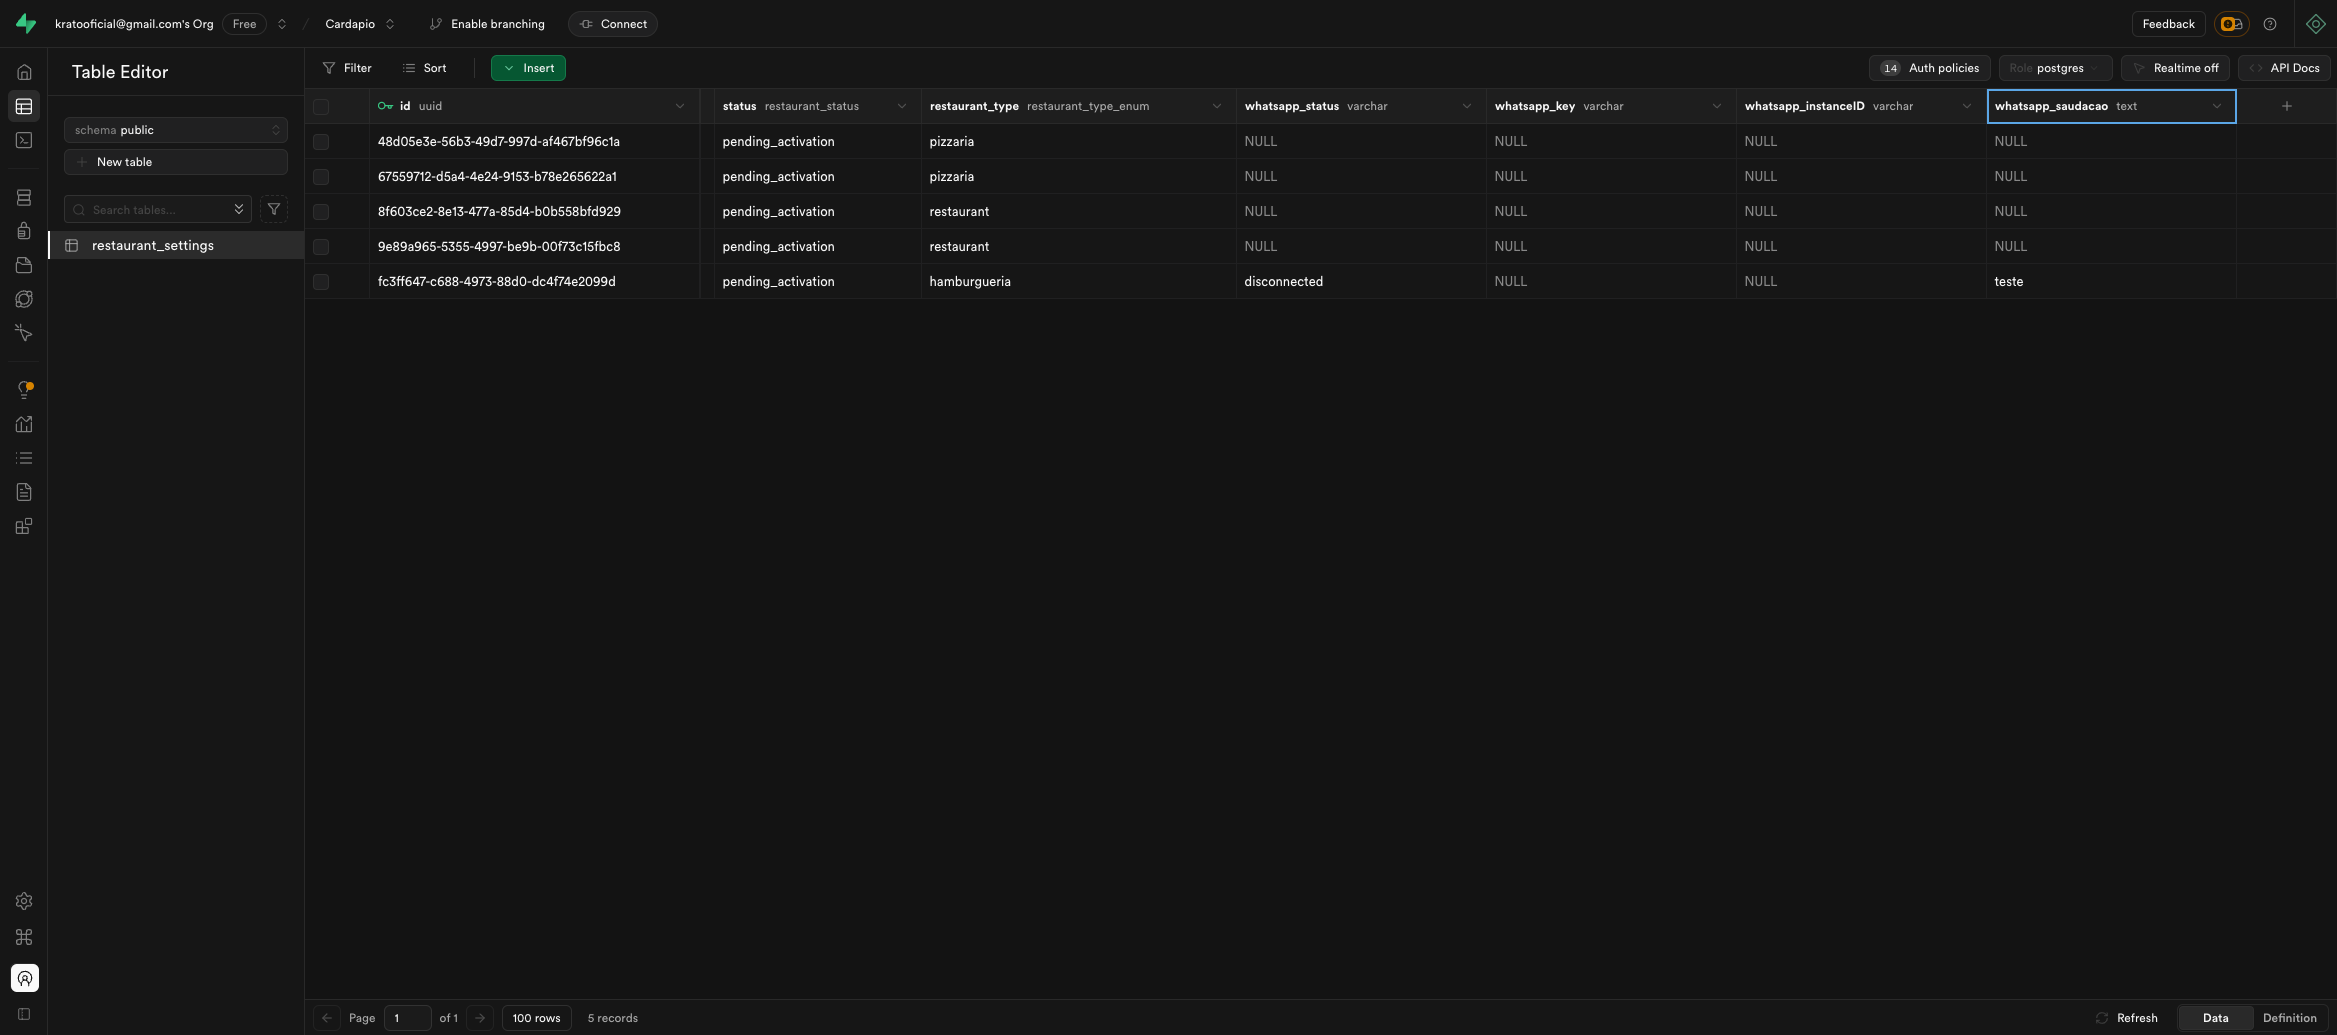 kratooficial@gmail.com's Org Free / Cardapio Enable branching Connect Feedback
Table Editor
Filter Sort Insert 14 Auth policies Role postgres Realtime off API Docs
schema public
New table
Search tables...
restaurant_settings
id uuid status restaurant_status restaurant_type restaurant_type_enum whatsapp_status varchar whatsapp_key varchar whatsapp_instanceID varchar whatsapp_saudacao text
48d05e3e-56b3-49d7-997d-af467bf96c1a pending_activation pizzaria NULL NULL NULL NULL
67559712-d5a4-4e24-9153-b78e265622a1 pending_activation pizzaria NULL NULL NULL NULL
8f603ce2-8e13-477a-85d4-b0b558bfd929 pending_activation restaurant NULL NULL NULL NULL
9e89a965-5355-4997-be9b-00f73c15fbc8 pending_activation restaurant NULL NULL NULL NULL
fc3ff647-c688-4973-88d0-dc4f74e2099d pending_activation hamburgueria disconnected NULL NULL teste
Page 1 of 1 100 rows 5 records Refresh Data Definition